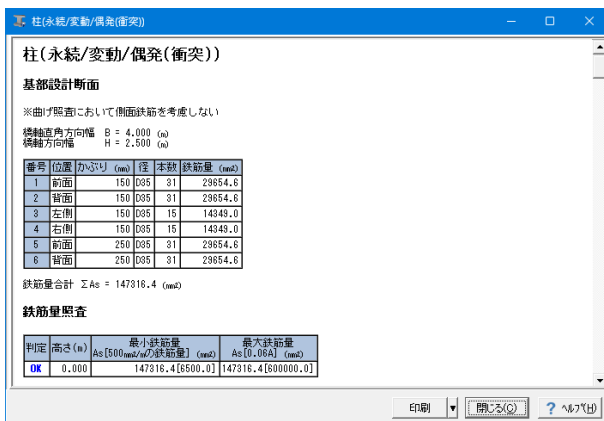 柱(永続/変動/偶発(衝突))
柱(永続/変動/偶発(衝突))
基部設計断面
※曲げ照査において側面鉄筋を考慮しない
橋軸直角方向幅 B = 4.000 (m)
橋軸方向幅 H = 2.500 (m)
番号 位置 かぶり (mm) 径 本数 鉄筋量 (mm2)
1 前面 150 D35 31 29654.6
2 背面 150 D35 31 29654.6
3 左側 150 D35 15 14349.0
4 右側 150 D35 15 14349.0
5 前面 250 D35 31 29654.6
6 背面 250 D35 31 29654.6
鉄筋量合計 ΣAs = 147316.4 (mm2)
鉄筋量照査
判定 高さ(m) 最小鉄筋量 As[500mm2/mの鉄筋量] (mm2) 最大鉄筋量 As[0.06A] (mm2)
OK 0.000 147316.4[6500.0] 147316.4[600000.0]
印刷 閉じる(C) ? ヘルプ(H)